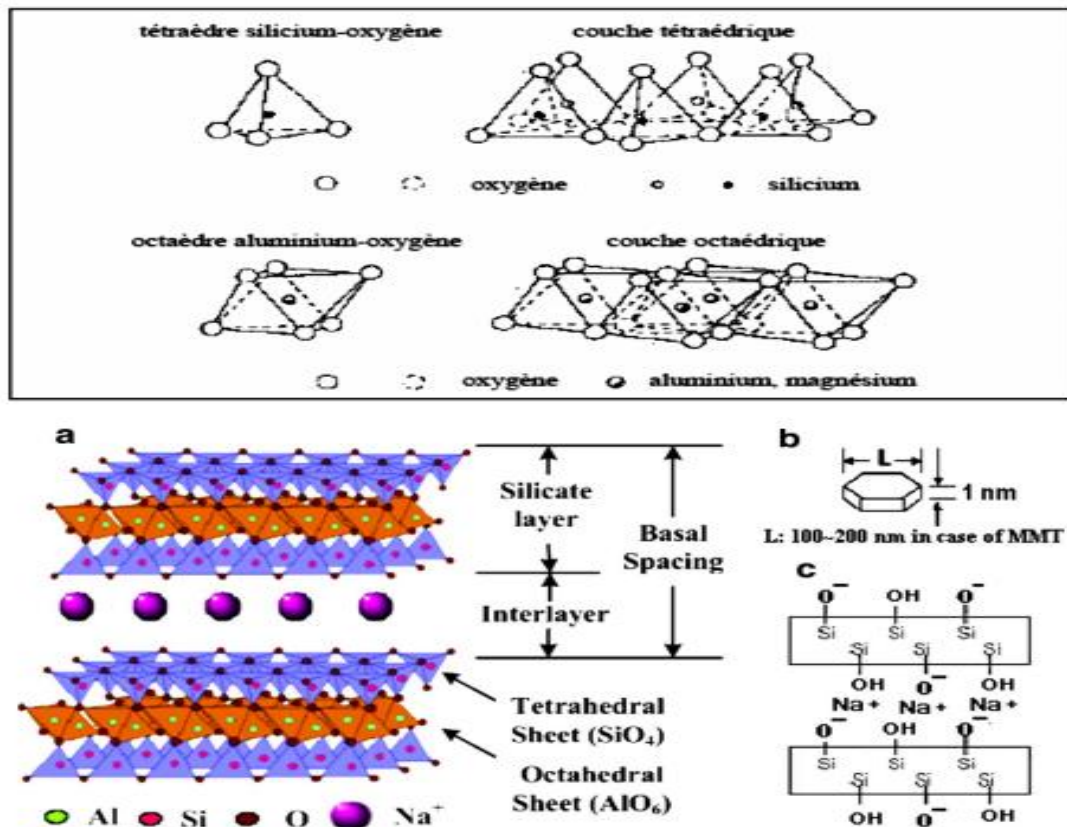 tétraèdre silicium-oxygène
couche tétraédrique
oxygène
silicium
octaèdre aluminium-oxygène
couche octaédrique
oxygène
aluminium, magnésium
a
Silicate
layer
Interlayer
Basal
Spacing
Tetrahedral
Sheet (SiO₄)
Octahedral
Sheet (AlO₆)
Al Si O Na⁺
b
L
1 nm
L: 100~200 nm in case of MMT
c
O⁻ OH O⁻
Si Si Si
Si Si Si
OH O⁻ OH
Na + Na + Na +
O⁻ OH O⁻
Si Si Si
Si Si Si
OH O⁻ OH